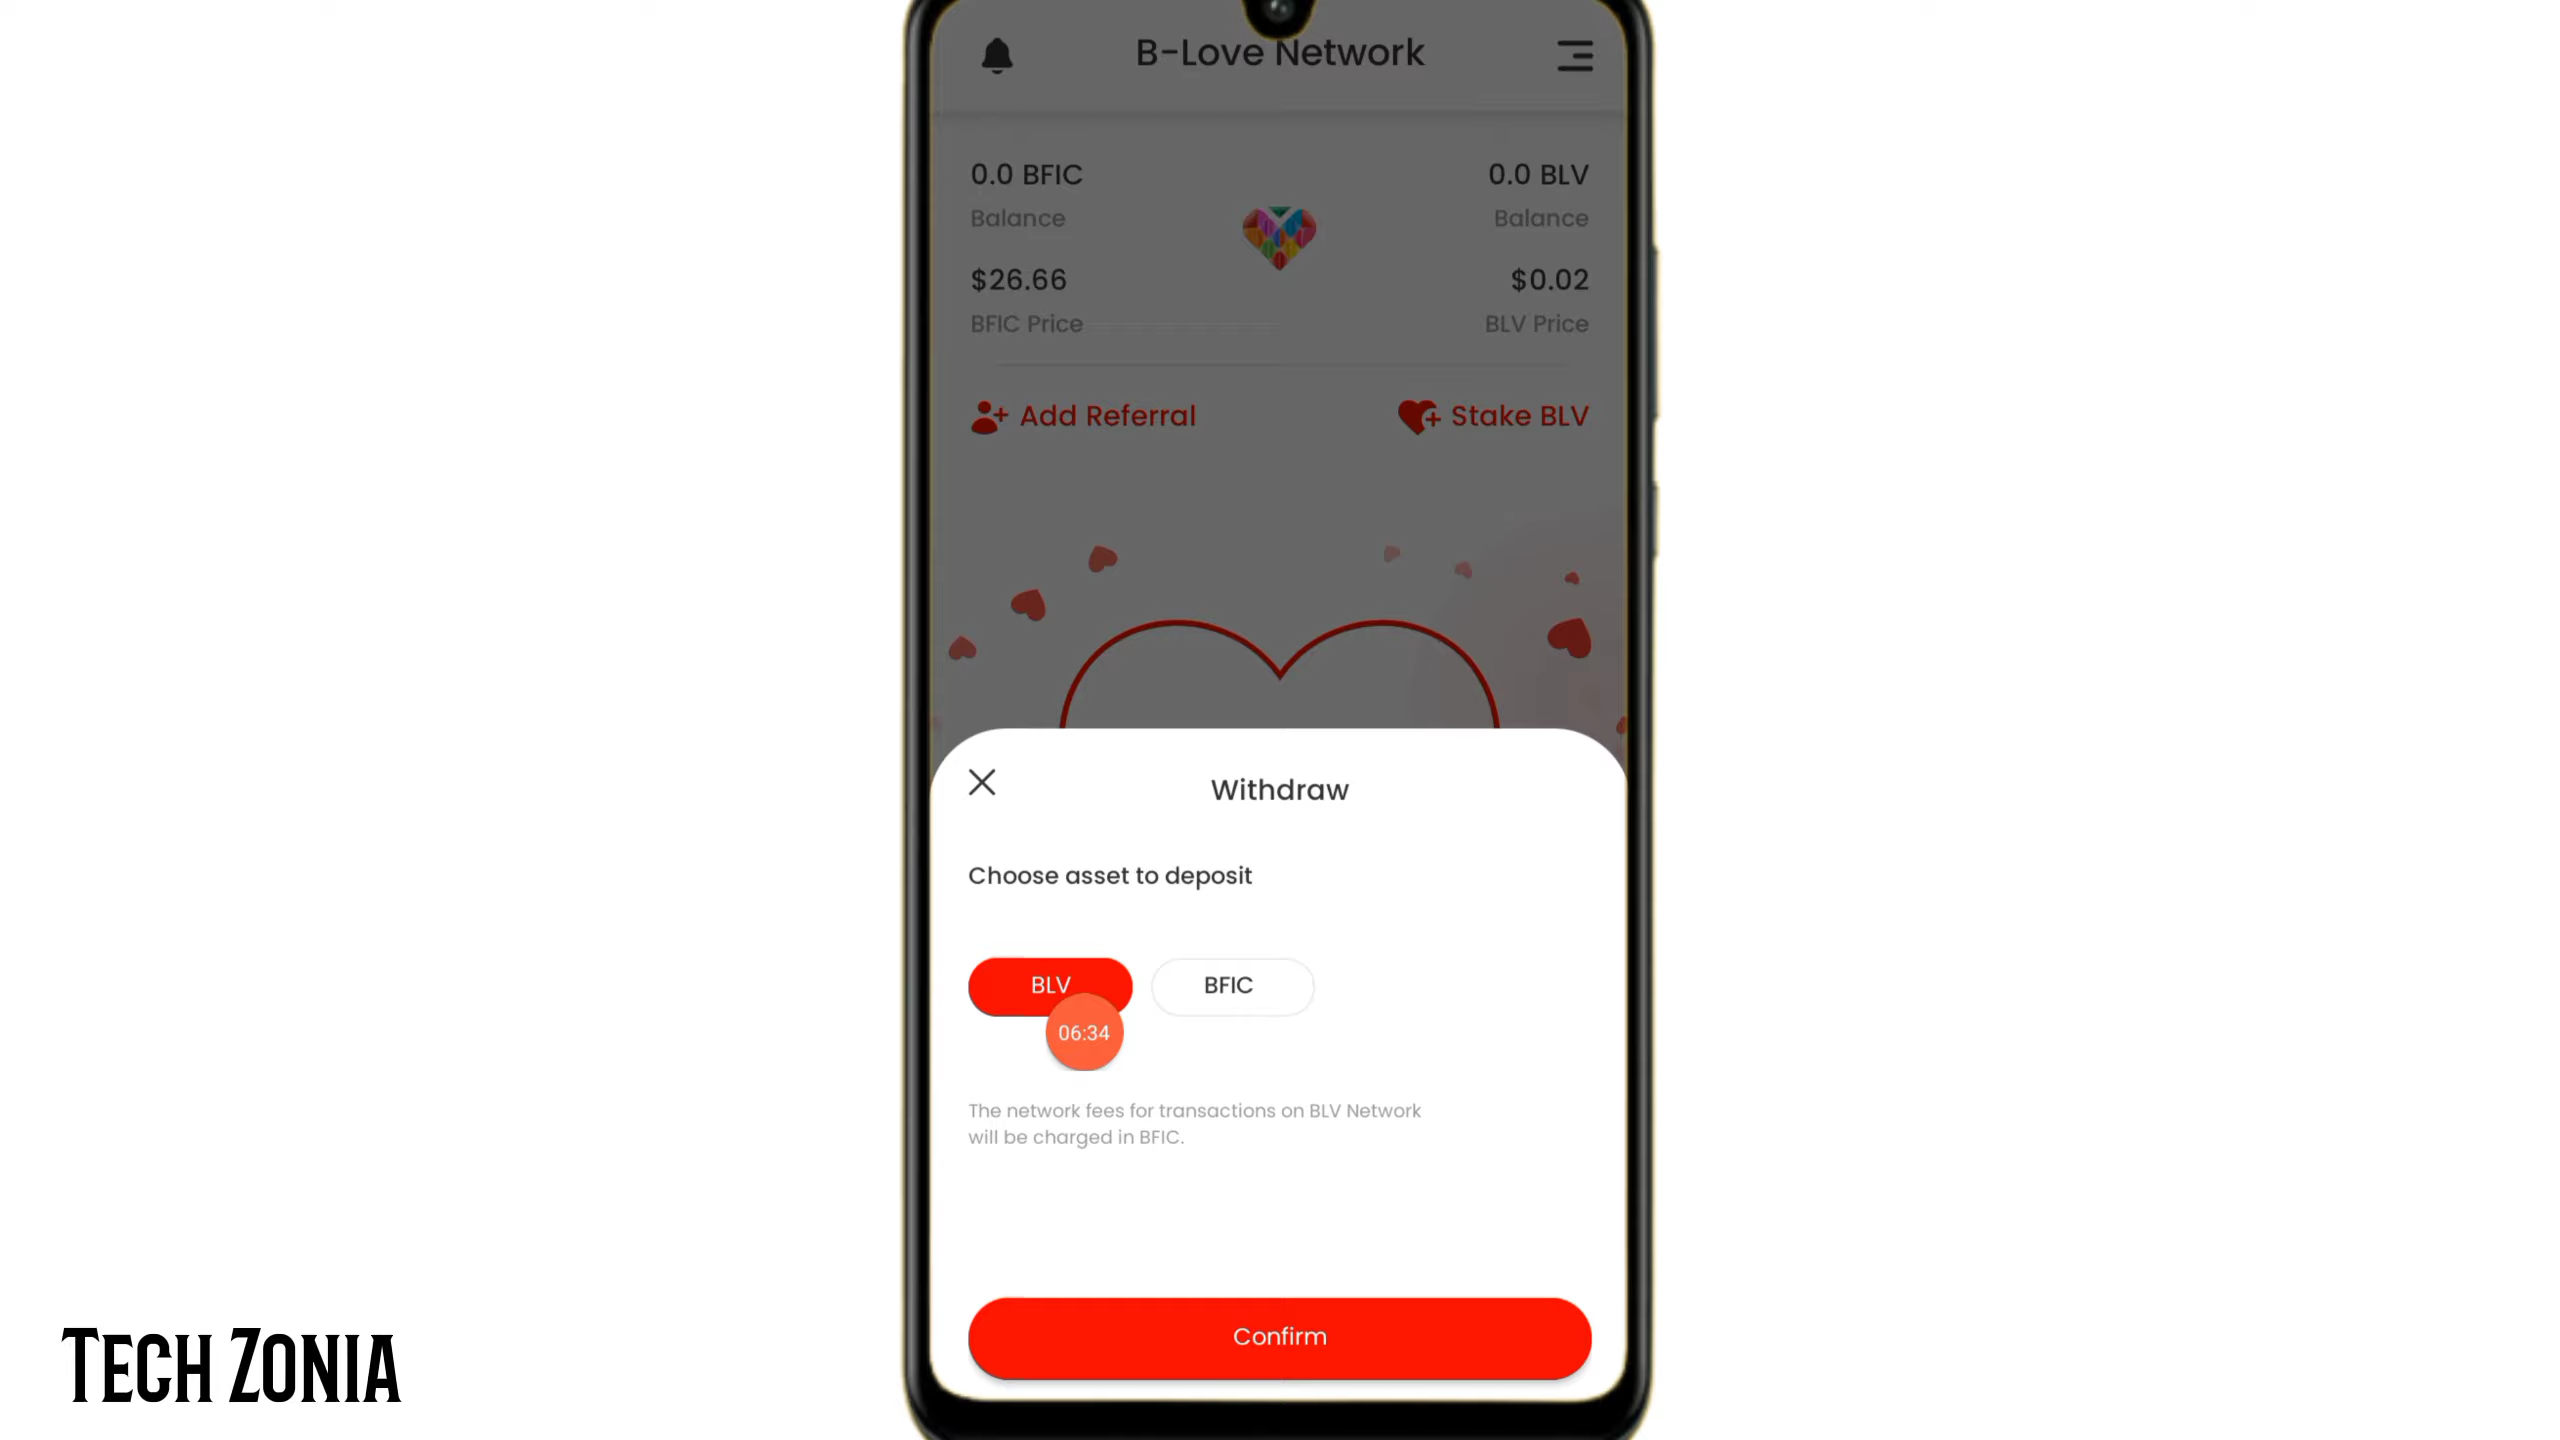 B-Love Network
0.0 BFIC
0.0 BLV
Balance
Balance
$26.66
$0.02
BFIC Price
BLV Price
Add Referral
Stake BLV
Withdraw
Choose asset to deposit
BLV
BFIC
06:34
The network fees for transactions on BLV Network
will be charged in BFIC.
Confirm
TECH ZONIA